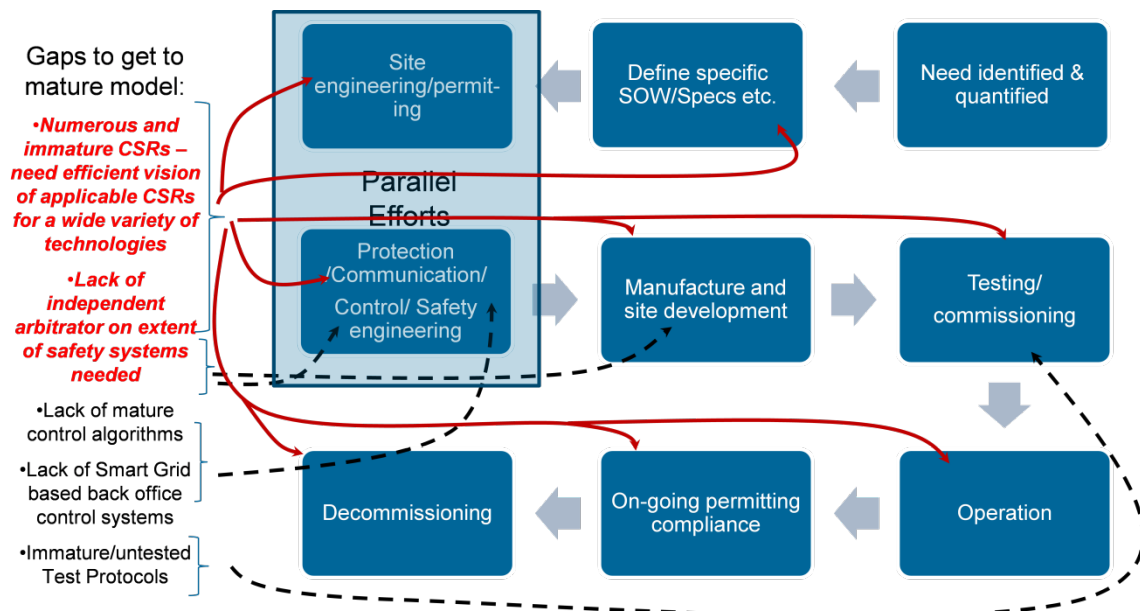 Gaps to get to
mature model:
•Numerous and
immature CSRs –
need efficient vision
of applicable CSRs
for a wide variety of
technologies
•Lack of
independent
arbitrator on extent
of safety systems
needed
•Lack of mature
control algorithms
•Lack of Smart Grid
based back office
control systems
•Immature/untested
Test Protocols
Site
engineering/permit-
ing
Define specific
SOW/Specs etc.
Need identified &
quantified
Parallel
Efforts
Protection
/Communication/
Control/ Safety
engineering
Manufacture and
site development
Testing/
commissioning
Decommissioning
On-going permitting
compliance
Operation